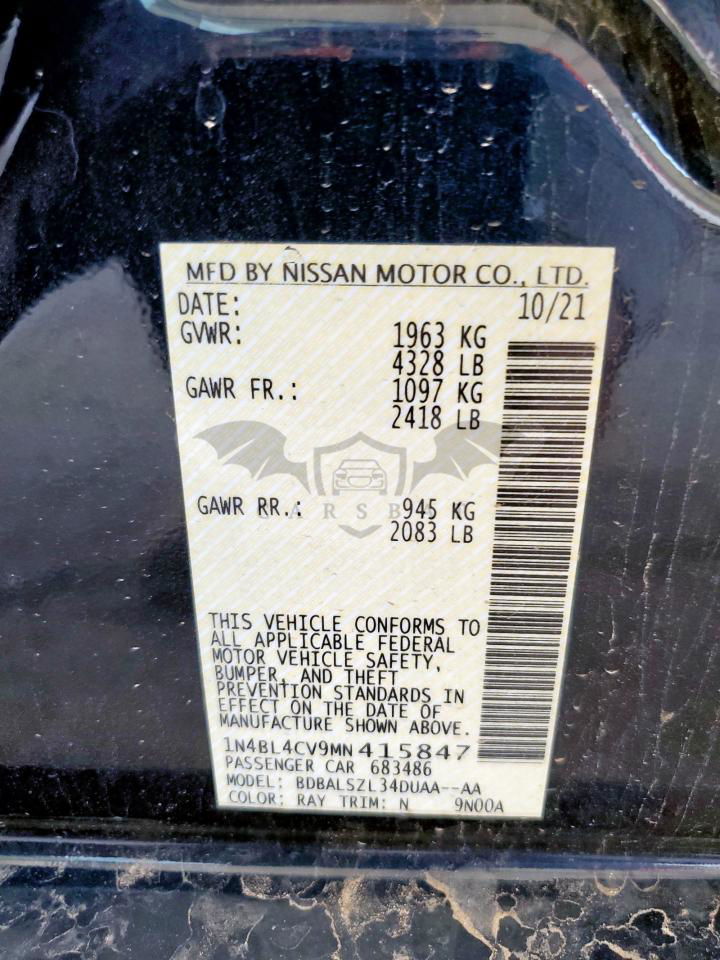 MFD BY NISSAN MOTOR CO., LTD.
DATE: 10/21
GVWR: 1963 KG
4328 LB
GAWR FR.: 1097 KG
2418 LB
GAWR RR.: 945 KG
2083 LB
THIS VEHICLE CONFORMS TO
ALL APPLICABLE FEDERAL
MOTOR VEHICLE SAFETY,
BUMPER, AND THEFT
PREVENTION STANDARDS IN
EFFECT ON THE DATE OF
MANUFACTURE SHOWN ABOVE.
1N4BL4CV9MN415847
PASSENGER CAR 683486
MODEL: BDBALSZL34DUAA--AA
COLOR: RAY TRIM: N 9N00A